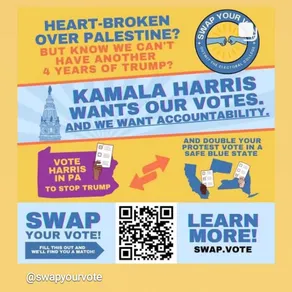 HEART-BROKEN
OVER PALESTINE?
BUT KNOW WE CAN'T
HAVE ANOTHER
4 YEARS OF TRUMP?
SWAP YOUR
KAMALA HARRIS
WANTS OUR VOTES.
AND WE WANT ACCOUNTABILITY.
VOTE
HARRIS
IN PA
TO STOP TRUMP
AND DOUBLE YOUR
PROTEST VOTE IN A
SAFE BLUE STATE
SWAP
YOUR VOTE!
FILL THIS OUT AND
WE'LL FIND YOU A MATCH!
LEARN
MORE!
SWAP.VOTE
@swapyourvote